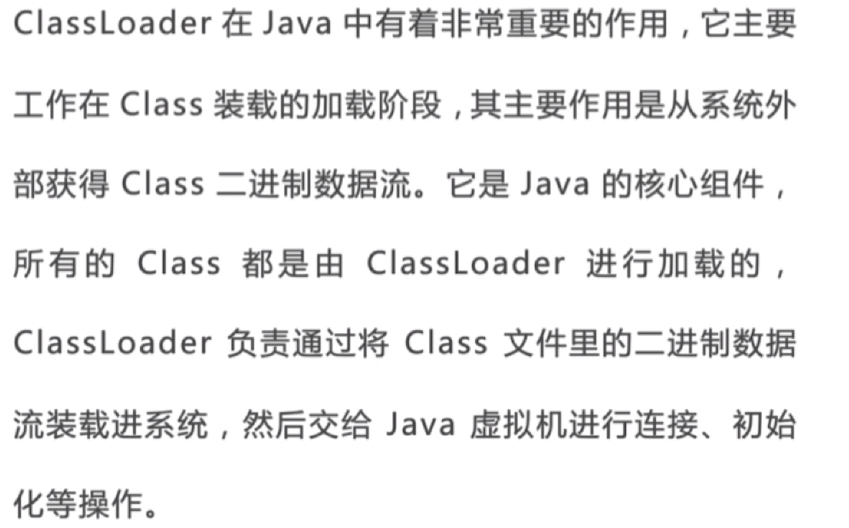 ClassLoader 在 Java 中有着非常重要的作用，它主要
工作在 Class 装载的加载阶段，其主要作用是从系统外
部获得 Class 二进制数据流。它是 Java 的核心组件，
所有的 Class 都是由 ClassLoader 进行加载的，
ClassLoader 负责通过将 Class 文件里的二进制数据
流装载进系统，然后交给 Java 虚拟机进行连接、初始
化等操作。